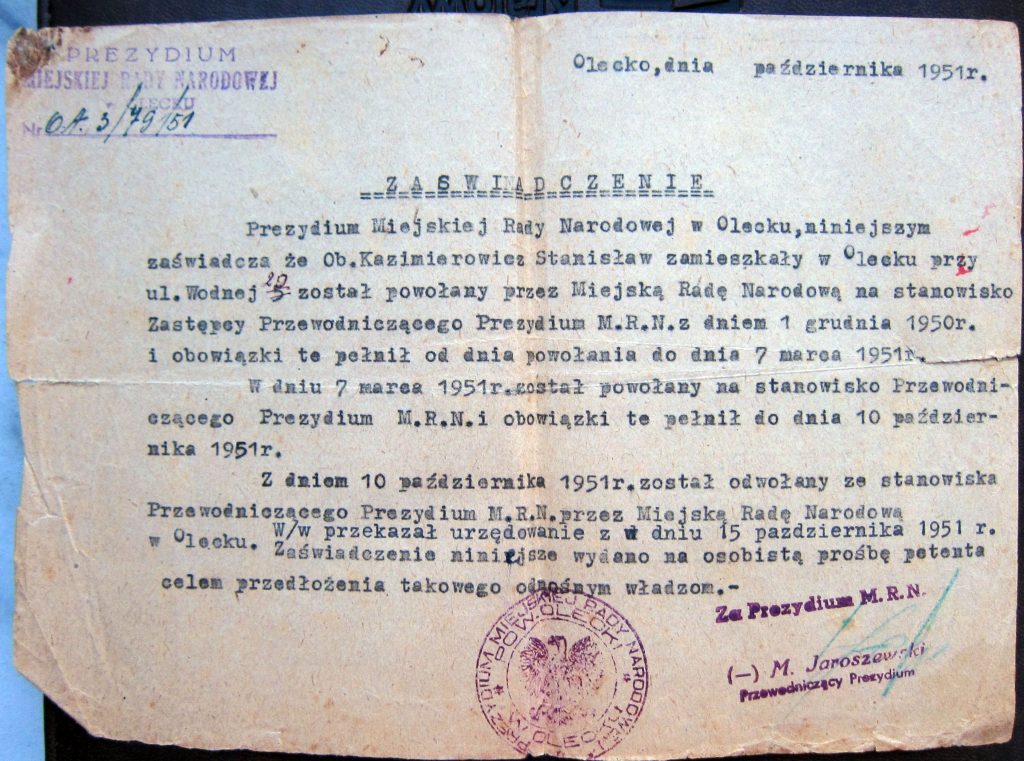 PREZYDIUM
MIEJSKIEJ RADY NARODOWEJ
OLECKU
Nr OA. 3/79/51
Olecko,dnia października 1951r.
ZAŚWIADCZENIE
Prezydium Miejskiej Rady Narodowej w Olecku,niniejszym
zaświadcza że Ob.Kazimierowicz Stanisław zamieszkały w Olecku przy
ul.Wodnej został powołany przez Miejską Radę Narodową na stanowisko
Zastępcy Przewodniczącego Prezydium M.R.N.z dniem 1 grudnia 1950r.
i obowiązki te pełnił od dnia powołania do dnia 7 marca 1951r.
W dniu 7 marca 1951r.został powołany na stanowisko Przewodni-
czącego Prezydium M.R.N.i obowiązki te pełnił do dnia 10 paździer-
nika 1951r.
Z dniem 10 października 1951r.został odwołany ze stanowiska
Przewodniczącego Prezydium M.R.N.przez Miejską Radę Narodową
w Olecku. W/w przekazał urzędowanie z w dniu 15 pazdziernika 1951 r.
Zaświadczenie niniejsze wydano na osobistą prośbę petenta
celem przedłożenia takowego odnośnym władzom.-
Za Prezydium M.R.N.
(—) M. Jaroszewski
Przewodniczący Prezydium
PREZYDIUM MIEJSKIEJ RADY NARODOWEJ
POW.OLECKI